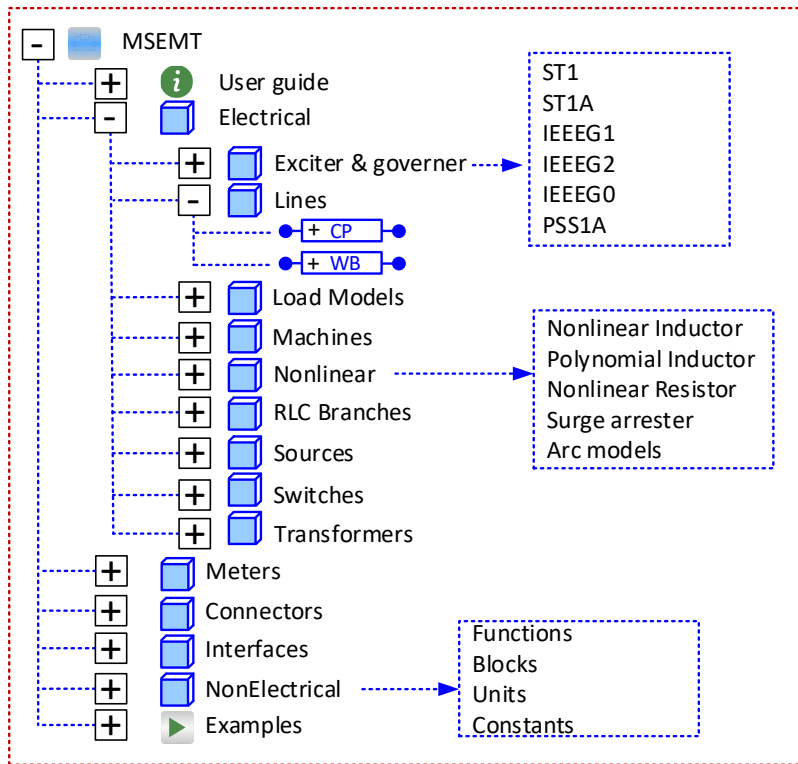 MSEMT
User guide
Electrical
Exciter & governer
ST1
ST1A
IEEEG1
IEEEG2
IEEEG0
PSS1A
Lines
+ CP
+ WB
Load Models
Machines
Nonlinear
Nonlinear Inductor
Polynomial Inductor
Nonlinear Resistor
Surge arrester
Arc models
RLC Branches
Sources
Switches
Transformers
Meters
Connectors
Interfaces
NonElectrical
Functions
Blocks
Units
Constants
Examples